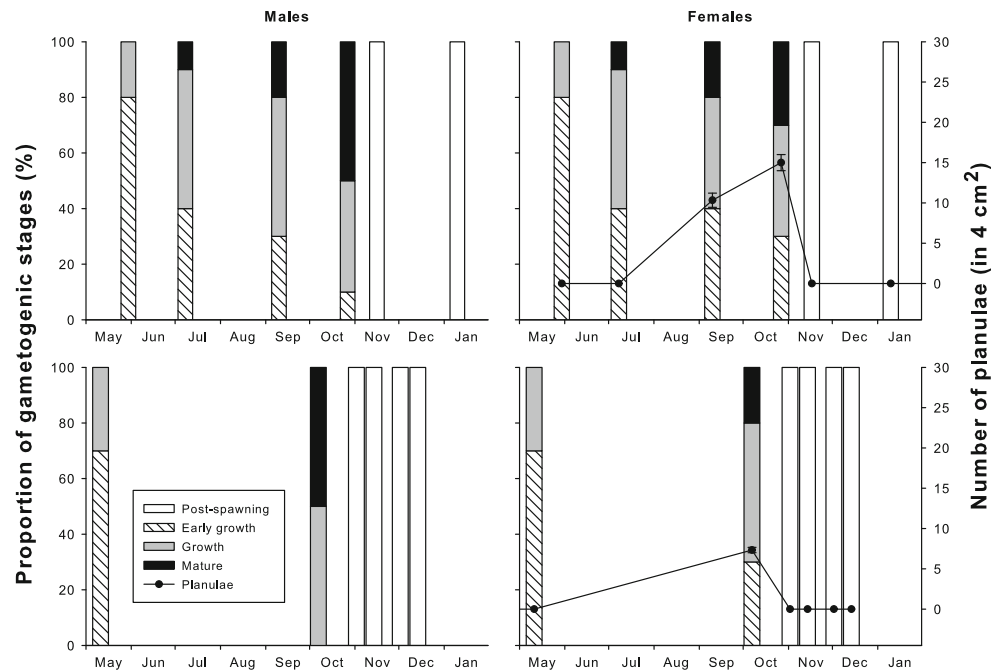 Males
Females
Proportion of gametogenic stages (%)
100
80
60
40
20
0
May Jun Jul Aug Sep Oct Nov Dec Jan
30
25
20
15
10
5
0
May Jun Jul Aug Sep Oct Nov Dec Jan
Number of planulae (in 4 cm²)
100
80
60
40
20
0
Post-spawning
Early growth
Growth
Mature
Planulae
May Jun Jul Aug Sep Oct Nov Dec Jan
30
25
20
15
10
5
0
May Jun Jul Aug Sep Oct Nov Dec Jan